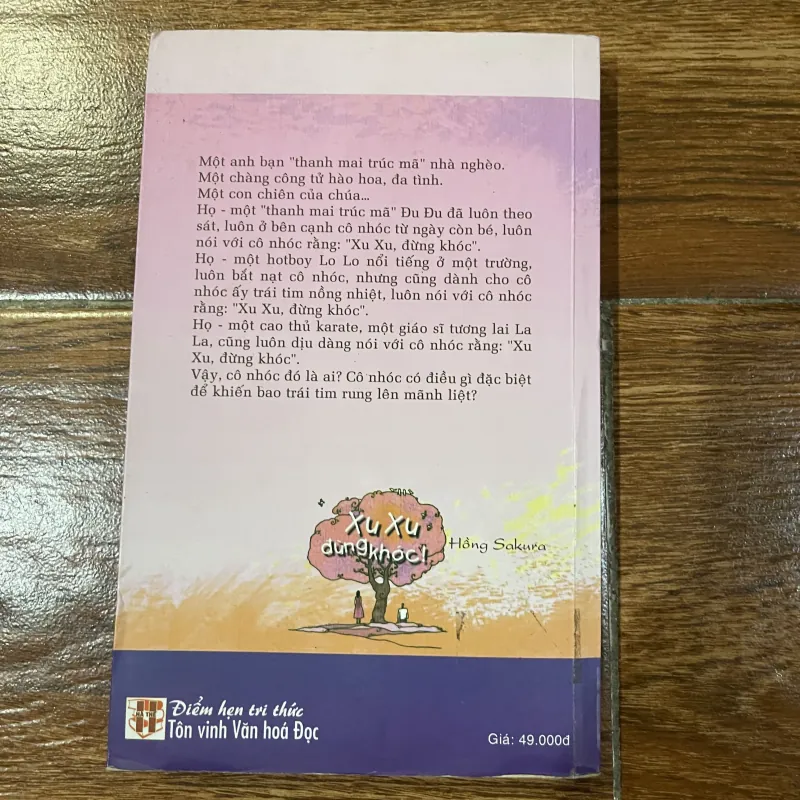 Một anh bạn "thanh mai trúc mã" nhà nghèo.
Một chàng công tử hào hoa, đa tình.
Một con chiên của chúa...
Họ - một "thanh mai trúc mã" Đu Đu đã luôn theo
sát, luôn ở bên cạnh cô nhóc từ ngày còn bé, luôn
nói với cô nhóc rằng: "Xu Xu, đừng khóc".
Họ - một hotboy Lo Lo nổi tiếng ở một trường,
luôn bắt nạt cô nhóc, nhưng cũng dành cho cô
nhóc ấy trái tim nồng nhiệt, luôn nói với cô nhóc
rằng: "Xu Xu, đừng khóc".
Họ - một cao thủ karate, một giáo sĩ tương lai La
La, cũng luôn dịu dàng nói với cô nhóc rằng: "Xu
Xu, đừng khóc".
Vậy, cô nhóc đó là ai? Cô nhóc có điều gì đặc biệt
để khiến bao trái tim rung lên mãnh liệt?
Xu Xu
đừng khóc!
Hồng Sakura
HÀ THẾ
Điểm hẹn tri thức
Tôn vinh Văn hoá Đọc
Giá: 49.000đ